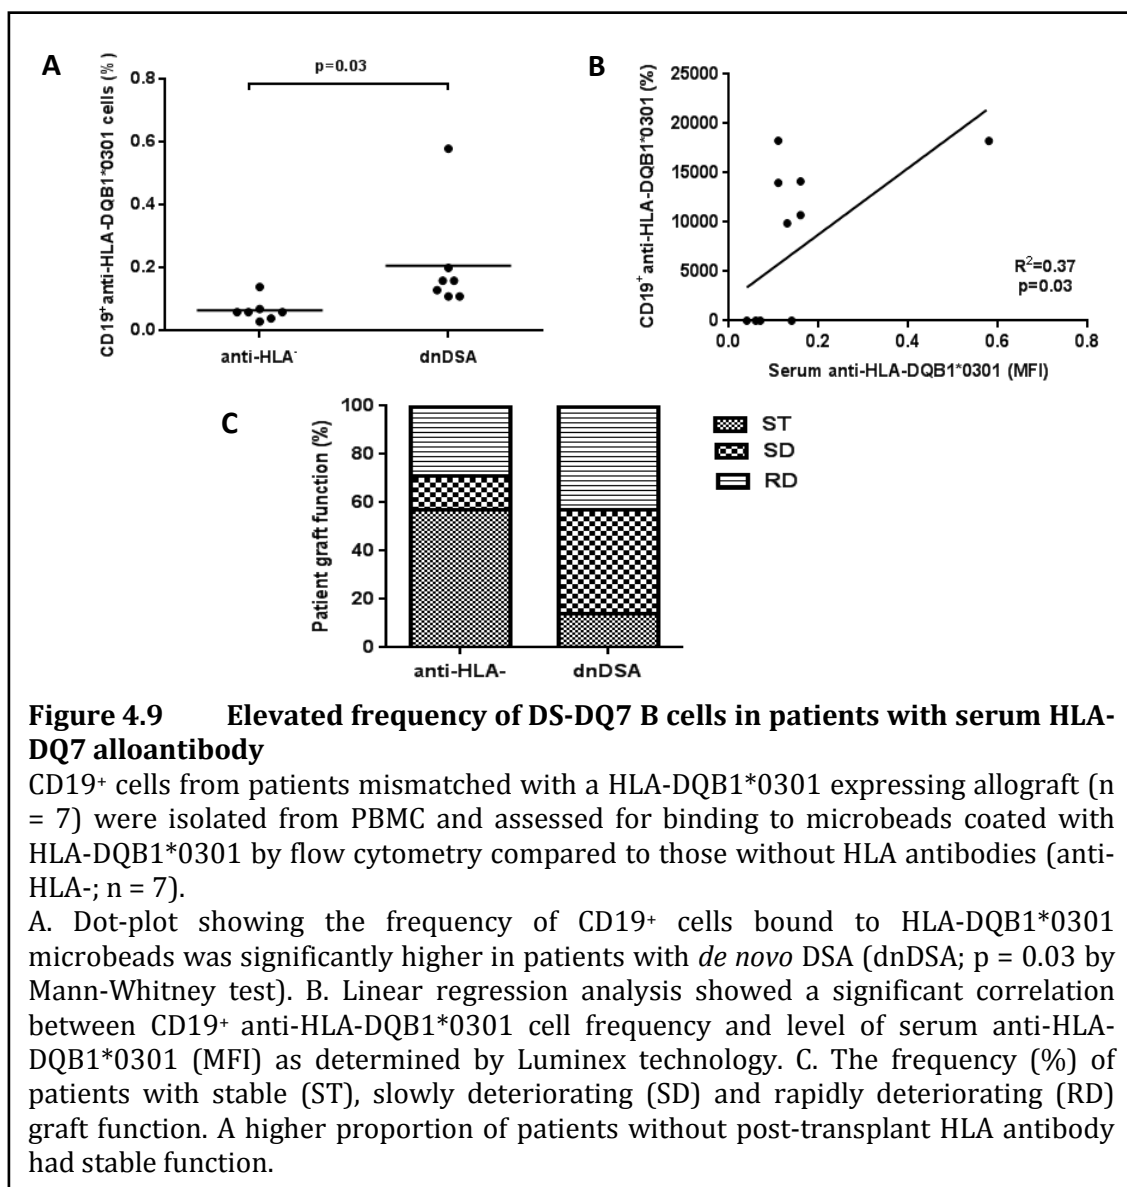 A
p=0.03
CD19⁺anti-HLA-DQB1*0301 cells (%)
0.8
0.6
0.4
0.2
0.0
anti-HLA⁻
dnDSA
B
CD19⁺ anti-HLA-DQB1*0301 (%)
25000
20000
15000
10000
5000
0
R²=0.37
p=0.03
0.0
0.2
0.4
0.6
0.8
Serum anti-HLA-DQB1*0301 (MFI)
C
Patient graft function (%)
100
80
60
40
20
0
anti-HLA-
dnDSA
ST
SD
RD
Figure 4.9 Elevated frequency of DS-DQ7 B cells in patients with serum HLA-
DQ7 alloantibody
CD19⁺ cells from patients mismatched with a HLA-DQB1*0301 expressing allograft (n
= 7) were isolated from PBMC and assessed for binding to microbeads coated with
HLA-DQB1*0301 by flow cytometry compared to those without HLA antibodies (anti-
HLA-; n = 7).
A. Dot-plot showing the frequency of CD19⁺ cells bound to HLA-DQB1*0301
microbeads was significantly higher in patients with de novo DSA (dnDSA; p = 0.03 by
Mann-Whitney test). B. Linear regression analysis showed a significant correlation
between CD19⁺ anti-HLA-DQB1*0301 cell frequency and level of serum anti-HLA-
DQB1*0301 (MFI) as determined by Luminex technology. C. The frequency (%) of
patients with stable (ST), slowly deteriorating (SD) and rapidly deteriorating (RD)
graft function. A higher proportion of patients without post-transplant HLA antibody
had stable function.